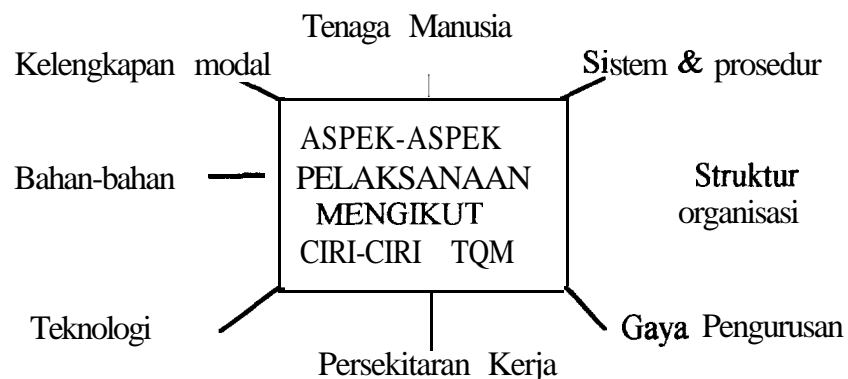 Tenaga Manusia
Kelengkapan modal
Sistem & prosedur
ASPEK-ASPEK
PELAKSANAAN
MENGIKUT
CIRI-CIRI TQM
Bahan-bahan
Struktur
organisasi
Teknologi
Gaya Pengurusan
Persekitaran Kerja